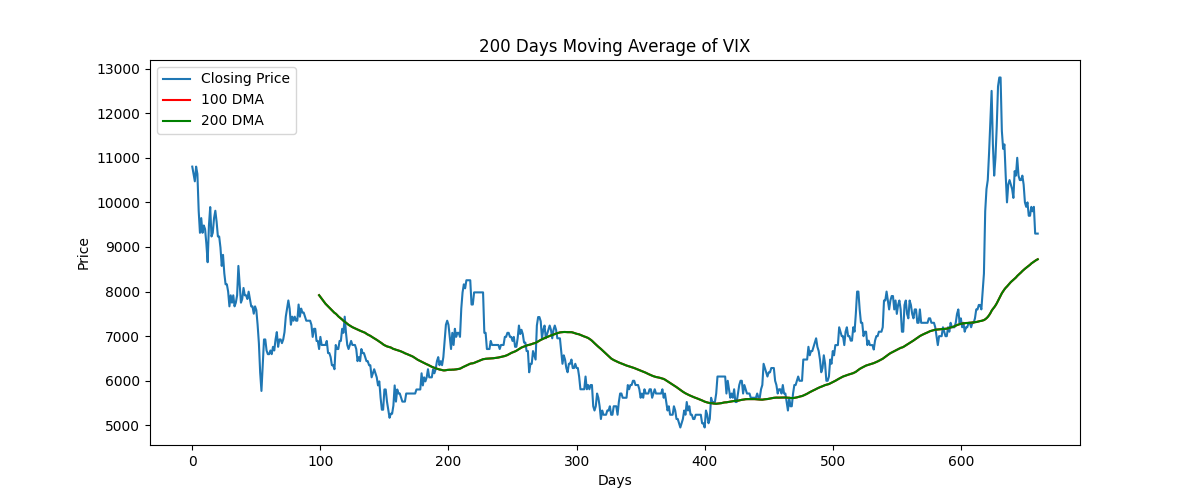 200 Days Moving Average of VIX
Closing Price
100 DMA
200 DMA
13000
12000
11000
10000
9000
8000
7000
6000
5000
Price
0 100 200 300 400 500 600
Days